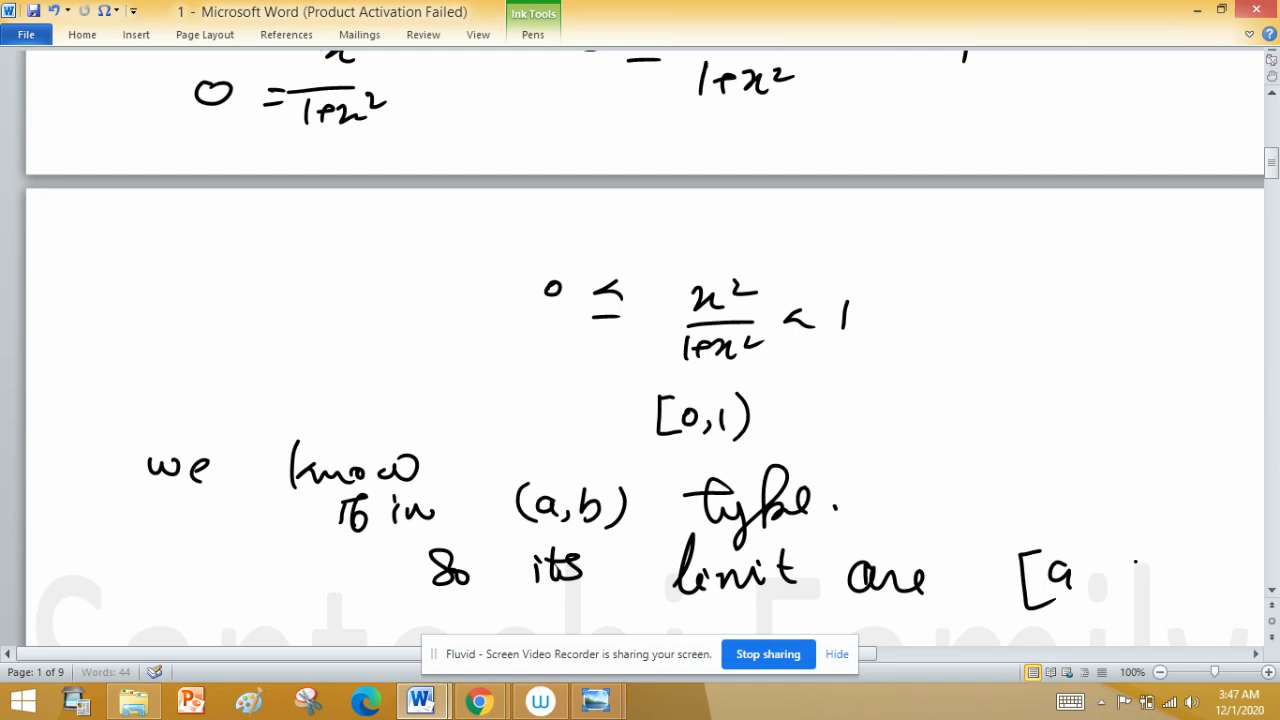 1 - Microsoft Word (Product Activation Failed)
Ink Tools
File Home Insert Page Layout References Mailings Review View Pens
0 = x / 1+x²
1+x²
0 ≤ x² / 1+x² < 1
[0,1)
we know
in (a,b) type.
So its limit are [a
Santoshi Family
Fluvid - Screen Video Recorder is sharing your screen. Stop sharing Hide
Page: 1 of 9 Words: 44 100%
3:47 AM
12/1/2020